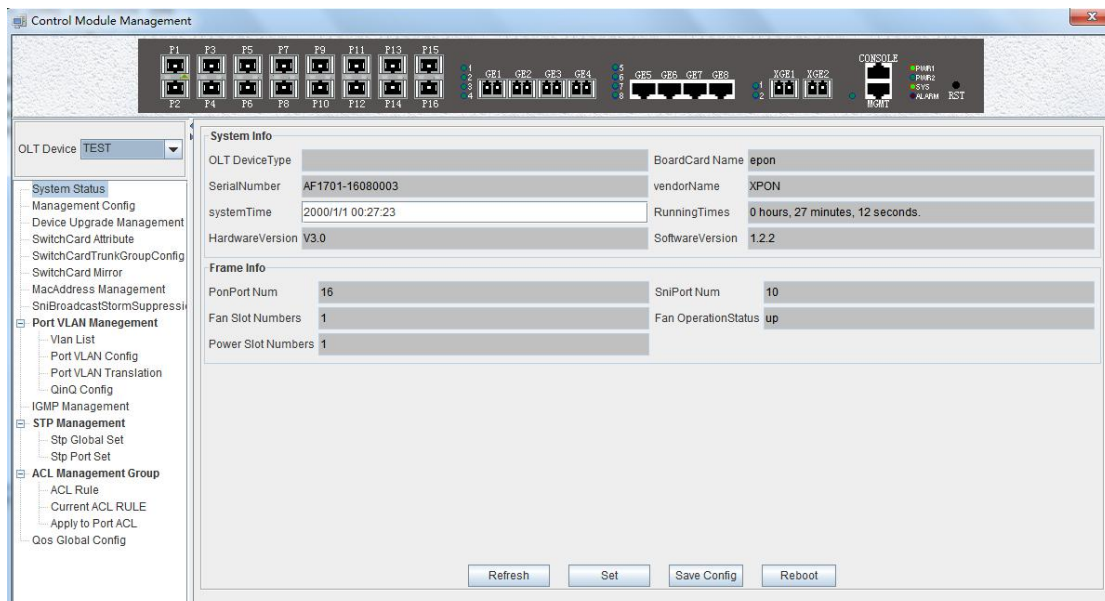 Control Module Management
P1 P3 P5 P7 P9 P11 P13 P15
P2 P4 P6 P8 P10 P12 P14 P16
1
2
3
4
GE1 GE2 GE3 GE4
5
6
7
8
GE5 GE6 GE7 GE8
1
2
XGE1 XGE2
CONSOLE
MGMT
PWR1
PWR2
SYS
ALARM
RST
OLT Device TEST
System Status
Management Config
Device Upgrade Management
SwitchCard Attribute
SwitchCardTrunkGroupConfig
SwitchCard Mirror
MacAddress Management
SniBroadcastStormSuppressi
Port VLAN Management
Vlan List
Port VLAN Config
Port VLAN Translation
QinQ Config
IGMP Management
STP Management
Stp Global Set
Stp Port Set
ACL Management Group
ACL Rule
Current ACL RULE
Apply to Port ACL
Qos Global Config
System Info
OLT DeviceType BoardCard Name epon
SerialNumber AF1701-16080003 vendorName XPON
systemTime 2000/1/1 00:27:23 RunningTimes 0 hours, 27 minutes, 12 seconds.
HardwareVersion V3.0 SoftwareVersion 1.2.2
Frame Info
PonPort Num 16 SniPort Num 10
Fan Slot Numbers 1 Fan OperationStatus up
Power Slot Numbers 1
Refresh Set Save Config Reboot